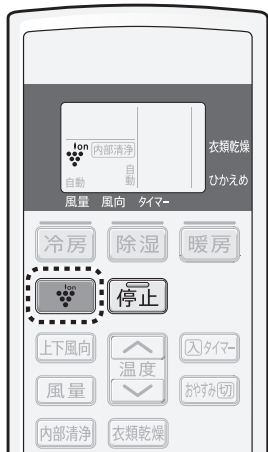 Ion 内部清浄 衣類乾燥
自動 自動 ひかえめ
風量 風向 タイマー
冷房 除湿 暖房
Ion 停止
上下風向 温度 入タイマー
風量 おやすみ切
内部清浄 衣類乾燥